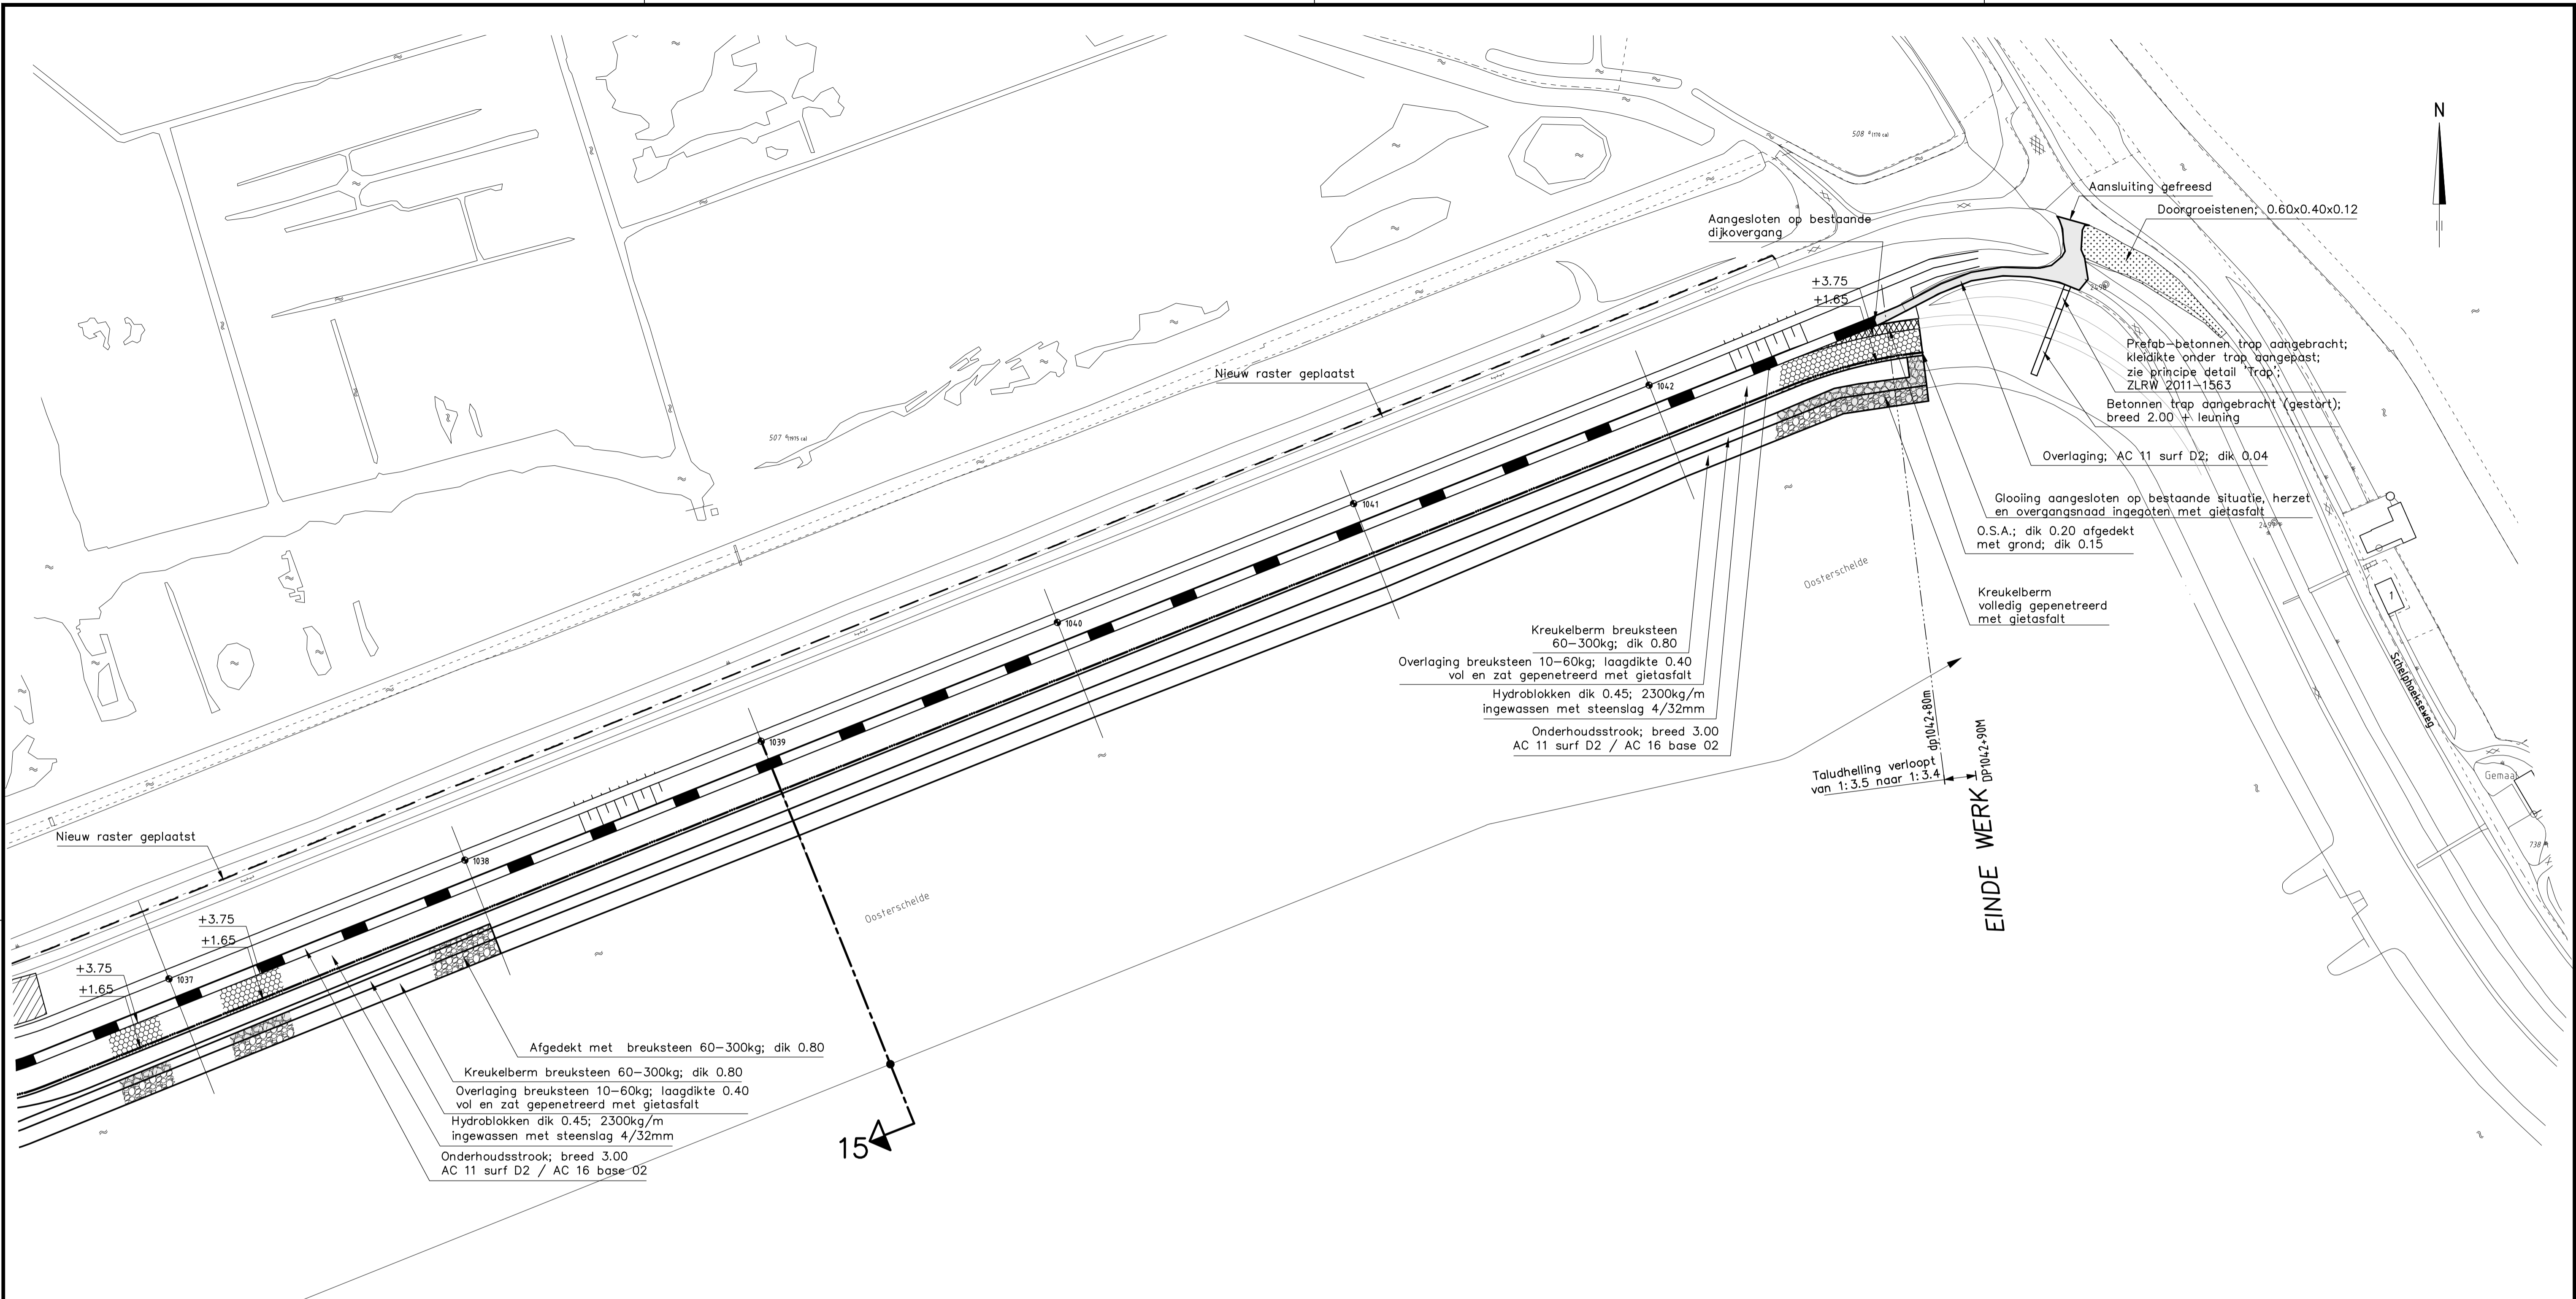 508
(170 ca)
N
Aansluiting gefreesd
Doorgroeistenen; 0.60x0.40x0.12
Aangesloten op bestaande
dijkovergang
+3.75
+1.65
2498
Prefab-betonnen trap aangebracht;
kleidikte onder trap aangepast;
zie principe detail 'Trap';
ZLRW 2011-1563
Betonnen trap aangebracht (gestort);
breed 2.00 + leuning
Overlaging; AC 11 surf D2; dik 0.04
Glooiing aangesloten op bestaande situatie, herzet
en overgangsnaad ingegoten met gietasfalt
O.S.A.; dik 0.20 afgedekt
met grond; dik 0.15
2497
Kreukelberm
volledig gepenetreerd
met gietasfalt
1
Schelphoekseweg
Gemaal
738
Nieuw raster geplaatst
507
(1975 ca)
1042
1041
1040
1039
1038
1037
Oosterschelde
Kreukelberm breuksteen
60-300kg; dik 0.80
Overlaging breuksteen 10-60kg; laagdikte 0.40
vol en zat gepenetreerd met gietasfalt
Hydroblokken dik 0.45; 2300kg/m
ingewassen met steenslag 4/32mm
Onderhoudsstrook; breed 3.00
AC 11 surf D2 / AC 16 base 02
dp1042+80m
Taludhelling verloopt
van 1:3.5 naar 1:3.4
EINDE WERK DP1042+90M
Nieuw raster geplaatst
+3.75
+1.65
+3.75
+1.65
Oosterschelde
Afgedekt met breuksteen 60-300kg; dik 0.80
Kreukelberm breuksteen 60-300kg; dik 0.80
Overlaging breuksteen 10-60kg; laagdikte 0.40
vol en zat gepenetreerd met gietasfalt
Hydroblokken dik 0.45; 2300kg/m
ingewassen met steenslag 4/32mm
Onderhoudsstrook; breed 3.00
AC 11 surf D2 / AC 16 base 02
15